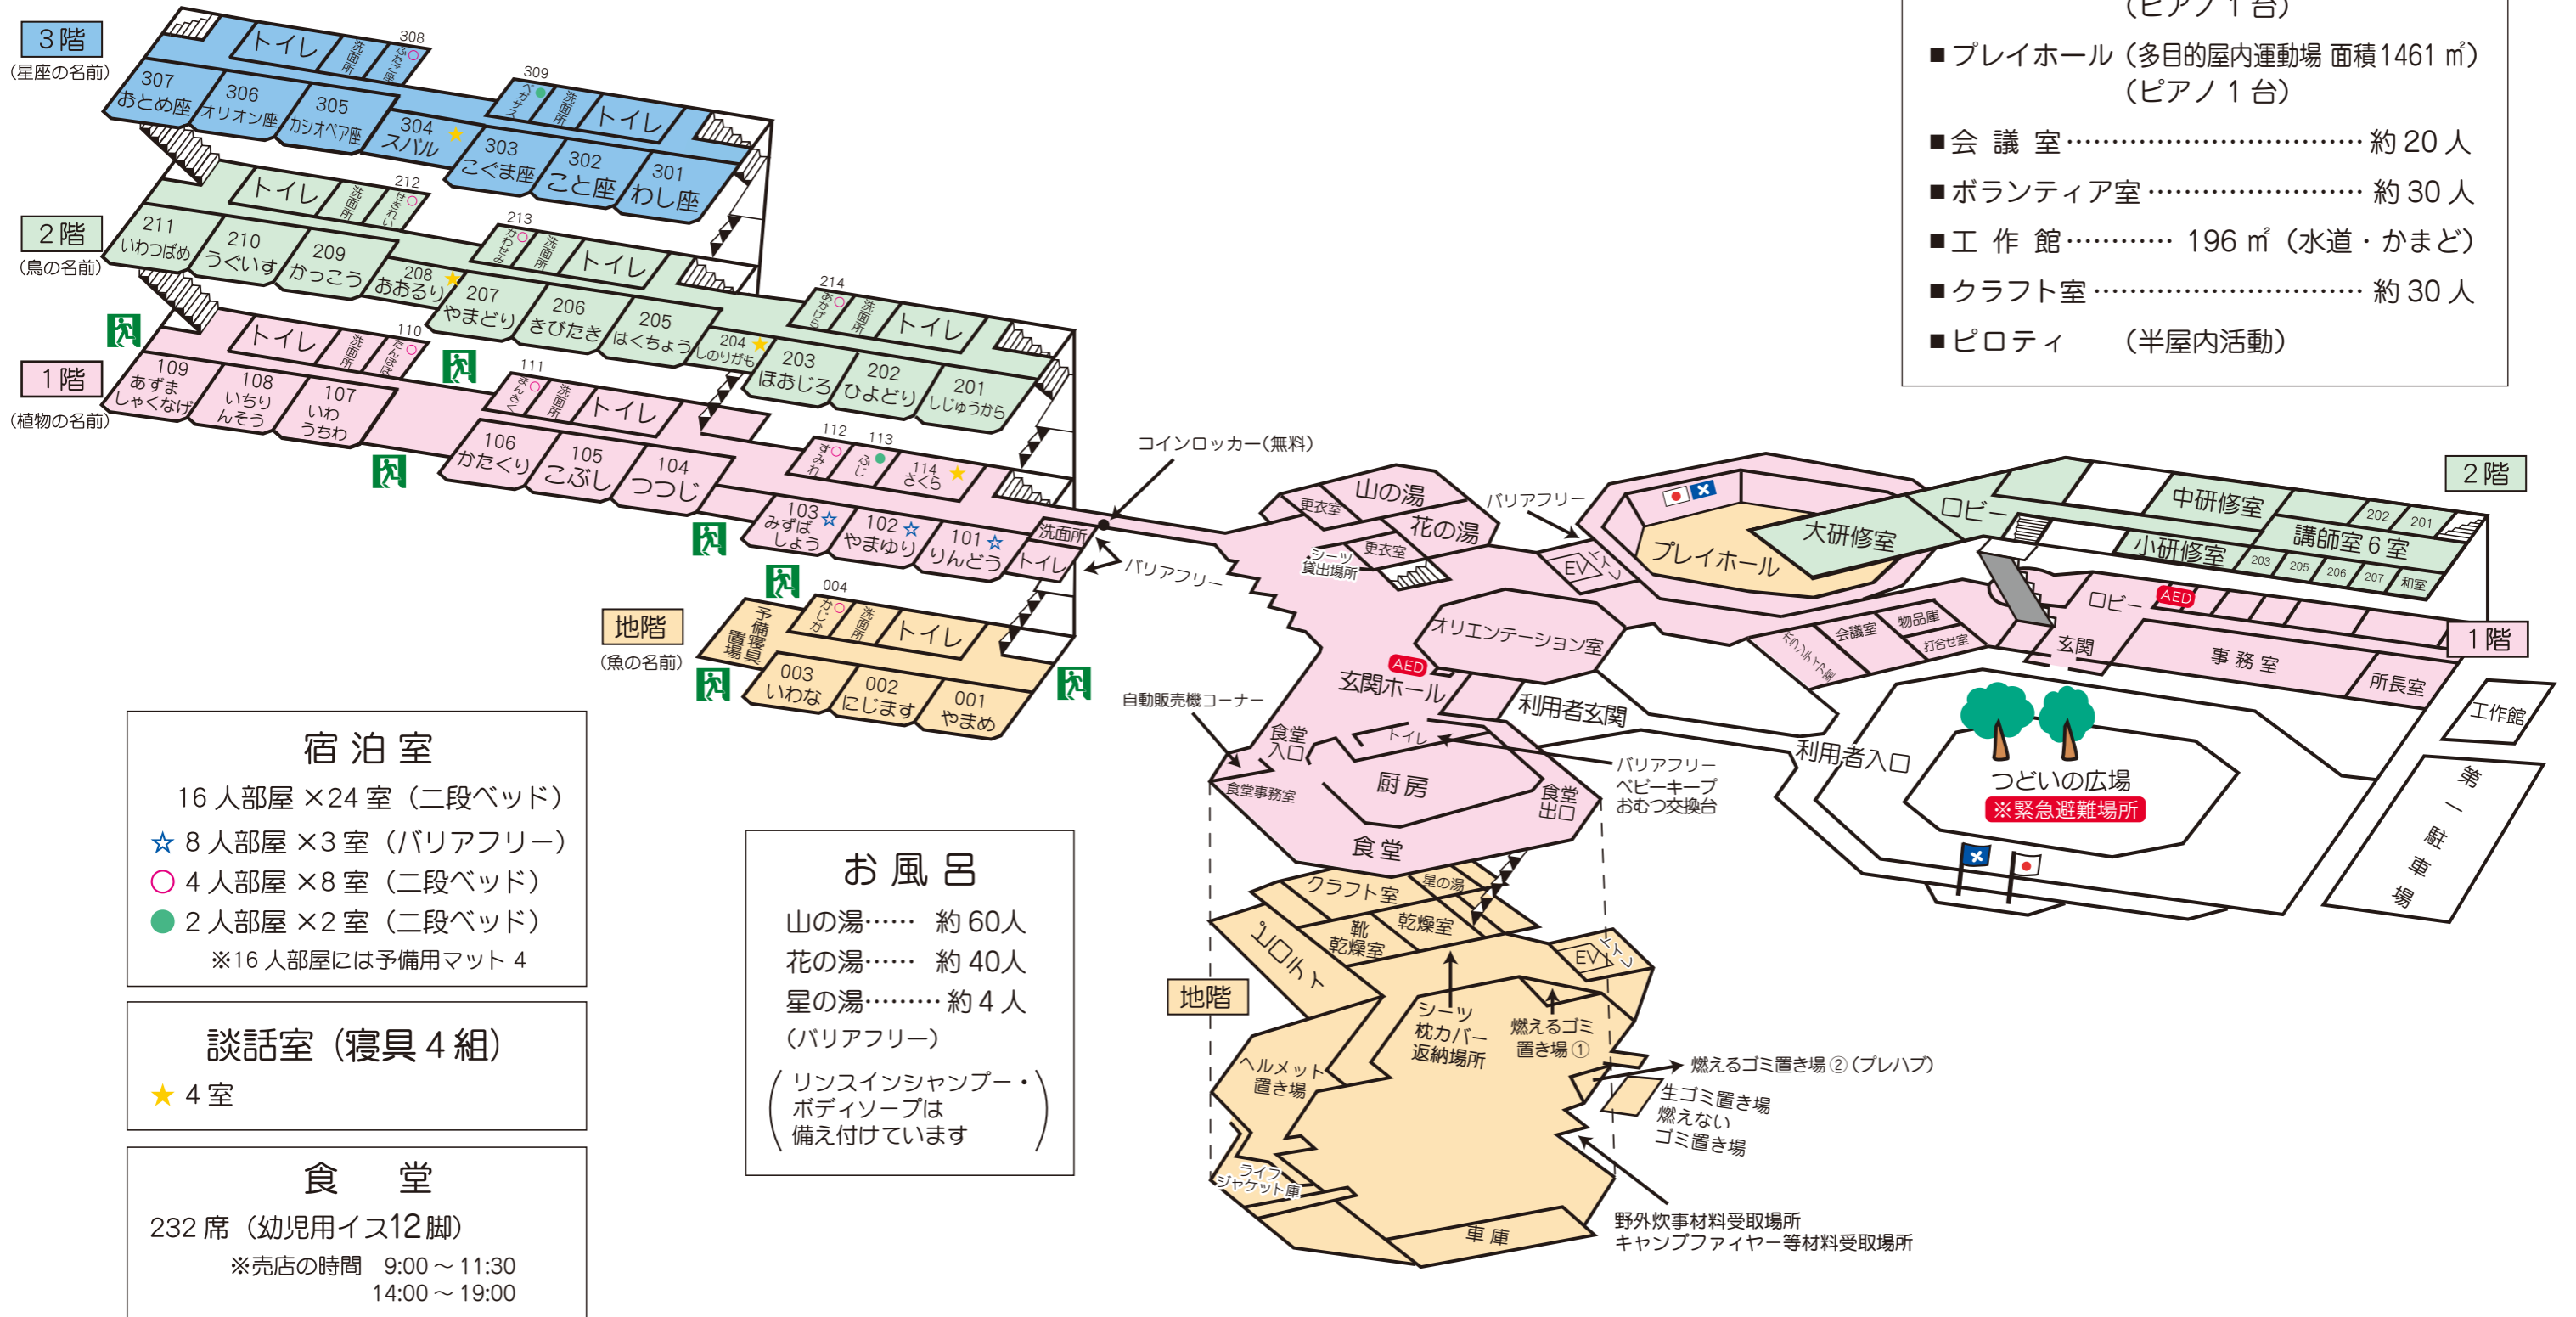 3階
(星座の名前)
トイレ
洗面所
308
ふたご座
307
おとめ座
306
オリオン座
305
カシオペア座
304
スバル
303
こぐま座
302
こと座
301
わし座
309
ペガサス
洗面所
トイレ
2階
(鳥の名前)
トイレ
洗面所
212
せきれい
211
いわつばめ
210
うぐいす
209
かっこう
208
おおるり
207
やまどり
206
きびたき
205
はくちょう
204
しのりがも
203
ほおじろ
202
ひよどり
201
しじゅうから
213
かわせみ
洗面所
トイレ
214
あかげら
洗面所
トイレ
1階
(植物の名前)
トイレ
洗面所
110
たんぽぽ
109
あずま
しゃくなげ
108
いちり
んそう
107
いわ
うちわ
106
かたくり
105
こぶし
104
つつじ
103
みずば
しょう
102
やまゆり
101
りんどう
111
まんさく
洗面所
トイレ
112
すみれ
113
ふじ
114
さくら
洗面所
トイレ
コインロッカー(無料)
バリアフリー
地階
(魚の名前)
予備寝具
置場
004
かじか
洗面所
トイレ
003
いわな
002
にじます
001
やまめ
宿泊室
16人部屋×24室(二段ベッド)
☆8人部屋×3室(バリアフリー)
○4人部屋×8室(二段ベッド)
●2人部屋×2室(二段ベッド)
※16人部屋には予備用マット4
談話室(寝具4組)
★4室
食 堂
232席(幼児用イス12脚)
※売店の時間 9:00~11:30
14:00~19:00
お風呂
山の湯…… 約60人
花の湯…… 約40人
星の湯………約4人
(バリアフリー)
リンスインシャンプー・
ボディソープは
備え付けています
(ピアノ1台)
■プレイホール(多目的屋内運動場 面積1461㎡)
(ピアノ1台)
■会 議 室……………………………約20人
■ボランティア室……………………約30人
■工 作 館…………196㎡(水道・かまど)
■クラフト室…………………………約30人
■ピロティ (半屋内活動)
山の湯
更衣室
花の湯
更衣室
シーツ
貸出場所
バリアフリー
EV
トイレ
プレイホール
大研修室
ロビー
中研修室
202
201
講師室6室
小研修室
203
205
206
207
和室
2階
ロビー
AED
1階
玄関
事務室
所長室
ボランティア室
会議室
物品庫
打合せ室
オリエンテーション室
AED
玄関ホール
利用者玄関
自動販売機コーナー
食堂
入口
トイレ
厨房
食堂事務室
食堂
出口
食堂
バリアフリー
ベビーキープ
おむつ交換台
利用者入口
つどいの広場
※緊急避難場所
工作館
第一駐車場
クラフト室
星の湯
乾燥室
靴
乾燥室
ピロティ
EV
トイレ
地階
シーツ
枕カバー
返納場所
燃えるゴミ
置き場①
燃えるゴミ置き場②(プレハブ)
生ゴミ置き場
燃えない
ゴミ置き場
ヘルメット
置き場
ライフ
ジャケット庫
車庫
野外炊事材料受取場所
キャンプファイヤー等材料受取場所